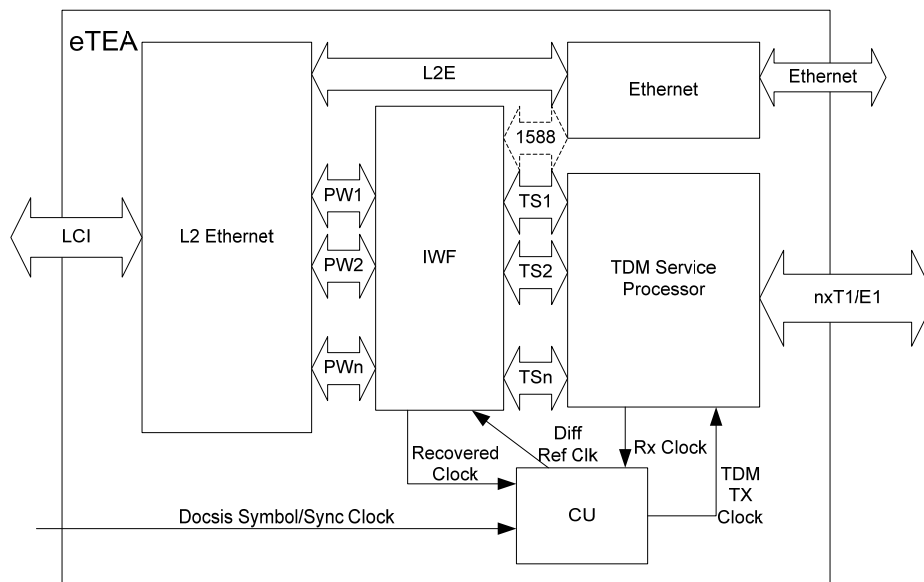 eTEA
L2E
Ethernet
Ethernet
1588
PW1
TS1
LCI
L2 Ethernet
PW2
IWF
TS2
TDM Service
Processor
nxT1/E1
PWn
TSn
Recovered
Clock
Diff
Ref Clk
Rx Clock
TDM
TX
Clock
Docsis Symbol/Sync Clock
CU